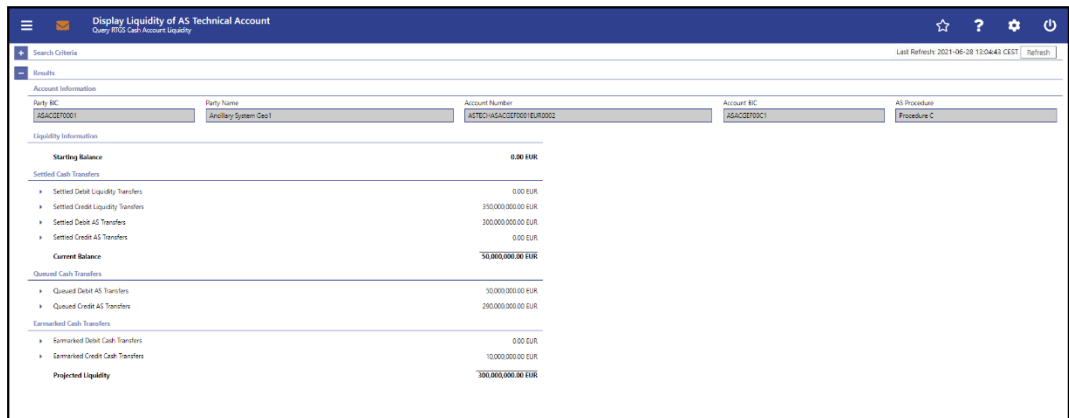 Display Liquidity of AS Technical Account
Query RTGS Cash Account Liquidity
Search Criteria
Last Refresh: 2021-06-28 13:04:43 CEST Refresh
Results
Account Information
Party BIC Party Name Account Number Account BIC AS Procedure
ASACGEF0001 Ancillary System Geo1 ASTECHASACGEF0001EUR0002 ASACGEF00C1 Procedure C
Liquidity Information
Starting Balance 0.00 EUR
Settled Cash Transfers
Settled Debit Liquidity Transfers 0.00 EUR
Settled Credit Liquidity Transfers 350,000,000.00 EUR
Settled Debit AS Transfers 300,000,000.00 EUR
Settled Credit AS Transfers 0.00 EUR
Current Balance 50,000,000.00 EUR
Queued Cash Transfers
Queued Debit AS Transfers 50,000,000.00 EUR
Queued Credit AS Transfers 290,000,000.00 EUR
Earmarked Cash Transfers
Earmarked Debit Cash Transfers 0.00 EUR
Earmarked Credit Cash Transfers 10,000,000.00 EUR
Projected Liquidity 300,000,000.00 EUR